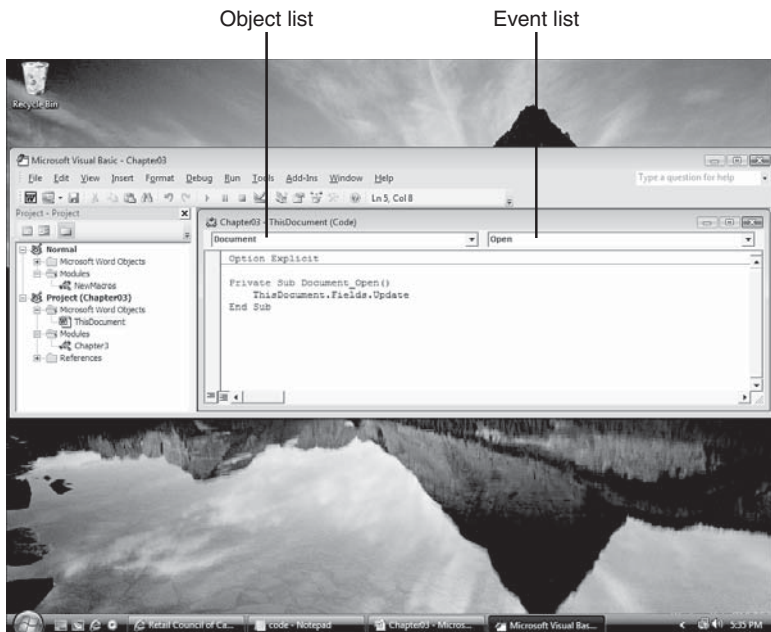 Object list Event list
Recycle Bin
Microsoft Visual Basic - Chapter03
File Edit View Insert Format Debug Run Tools Add-Ins Window Help
Type a question for help
Ln 5, Col 8
Project - Project
Chapter03 - ThisDocument (Code)
Document Open
Normal
Microsoft Word Objects
Modules
NewMacros
Project (Chapter03)
Microsoft Word Objects
ThisDocument
Modules
Chapter3
References
Option Explicit
Private Sub Document_Open()
ThisDocument.Fields.Update
End Sub
Retail Council of Ca... code - Notepad Chapter03 - Micros... Microsoft Visual Bas... 5:35 PM